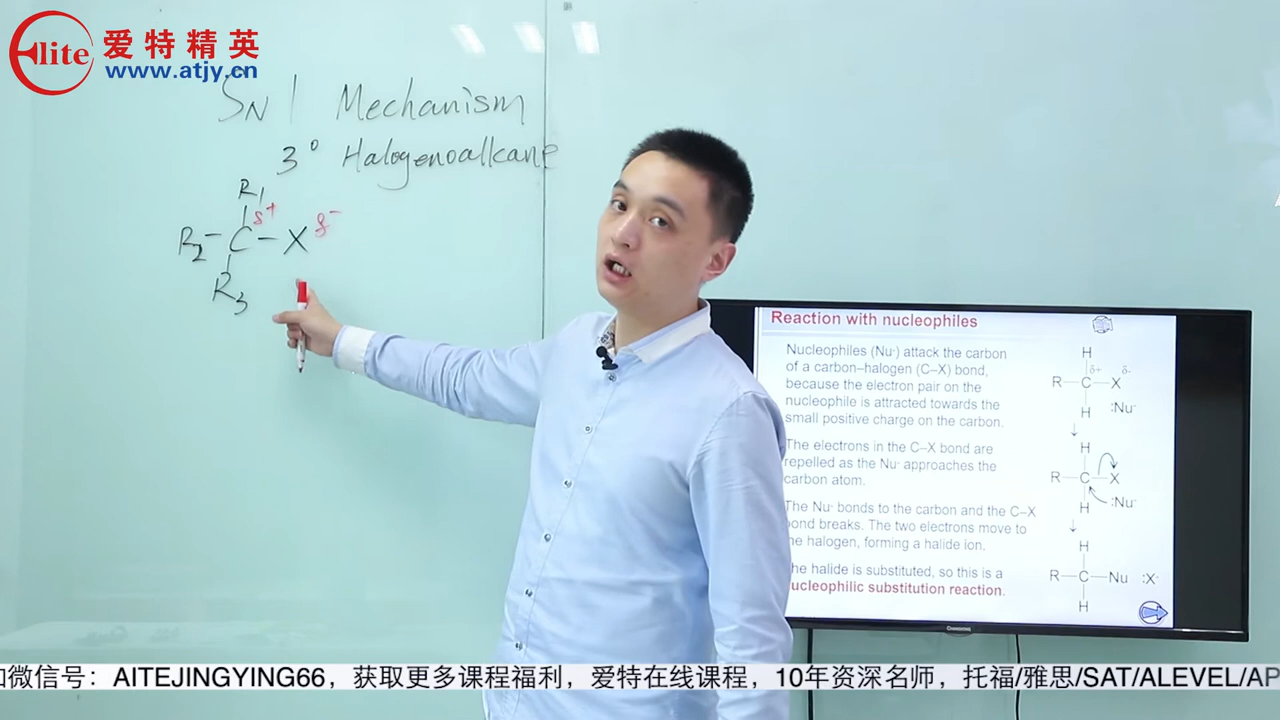 Elite 爱特精英
www.atjy.cn
SN1 Mechanism
3° Halogenoalkane
R1
δ+ δ-
R2-C-X
R3
Reaction with nucleophiles
Nucleophiles (Nu-) attack the carbon
of a carbon–halogen (C–X) bond,
because the electron pair on the
nucleophile is attracted towards the
small positive charge on the carbon.
The electrons in the C–X bond are
repelled as the Nu- approaches the
carbon atom.
The Nu- bonds to the carbon and the C–X
bond breaks. The two electrons move to
the halogen, forming a halide ion.
The halide is substituted, so this is a
nucleophilic substitution reaction.
H
δ+ δ-
R—C—X
H :Nu-
↓
H
R—C—X
H :Nu-
↓
H
R—C—Nu :X-
H
CHANGHONG
加微信号：AITEJINGYING66，获取更多课程福利，爱特在线课程，10年资深名师，托福/雅思/SAT/ALEVEL/AP